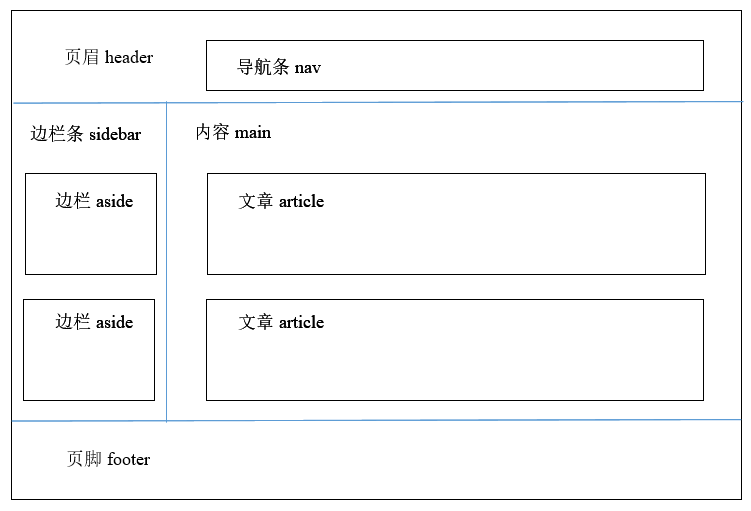 页眉 header
导航条 nav
边栏条 sidebar
内容 main
边栏 aside
文章 article
边栏 aside
文章 article
页脚 footer